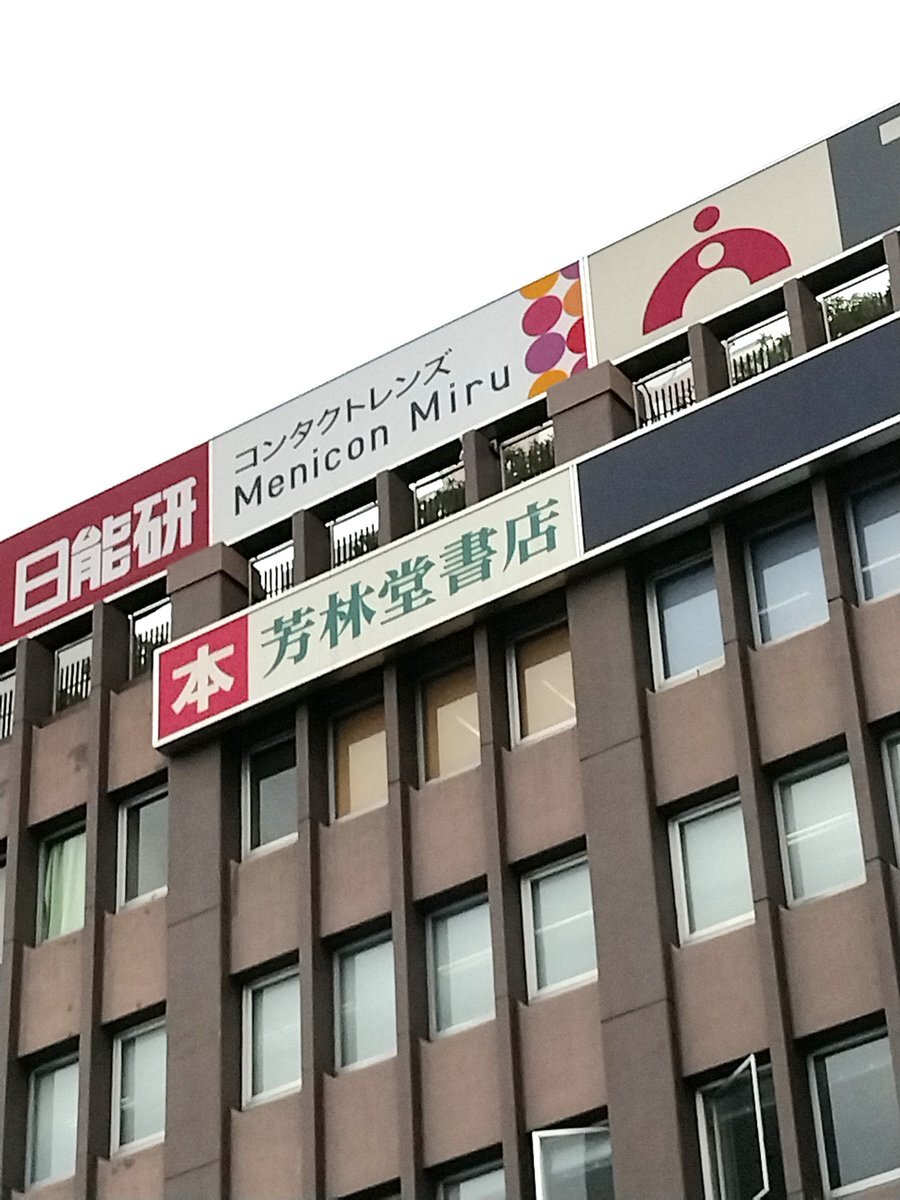 日能研
コンタクトレンズ
Menicon Miru
本 芳林堂書店